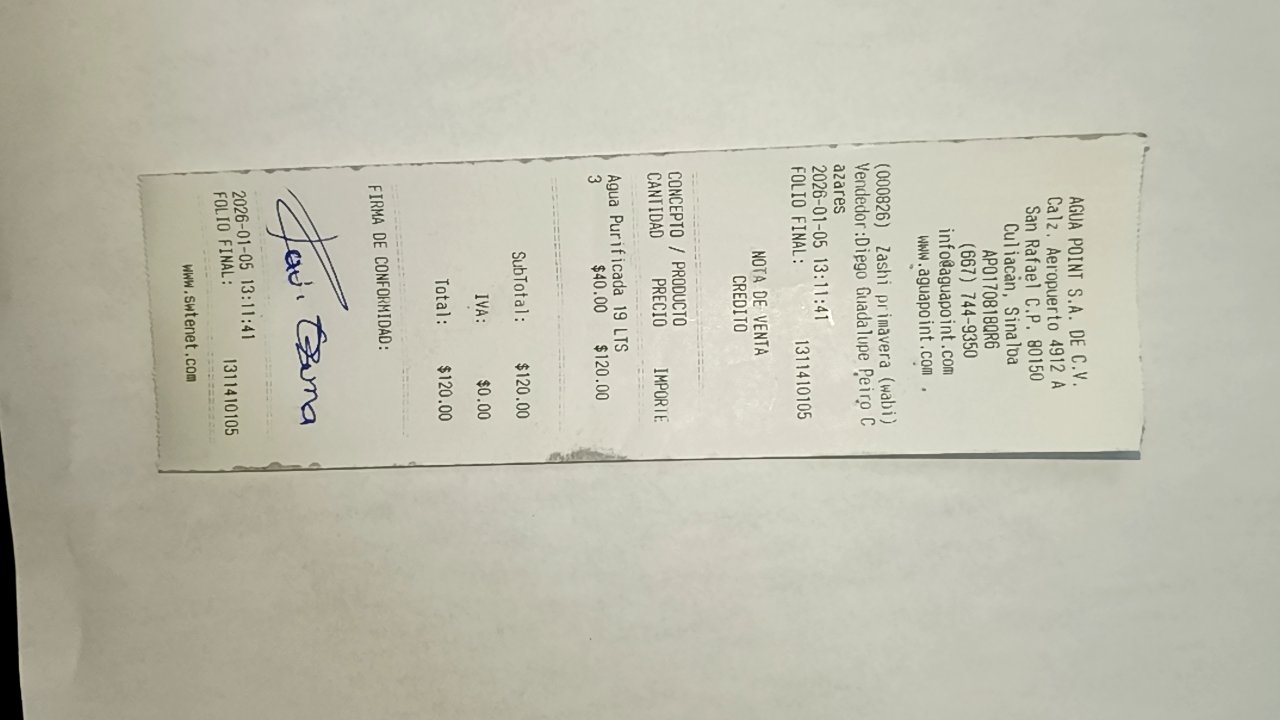 AGUA POINT S.A. DE C.V.
Calz. Aeropuerto 4912 A
San Rafael C.P. 80150
Culiacán, Sinaloa
APO170818QR6
(667) 744-9350
info@aguapoint.com
www.aguapoint.com
(000826) Zashi primavera (wabi)
Vendedor:Diego Guadalupe Peiro C
azares
2026-01-05 13:11:41
FOLIO FINAL: 1311410105
NOTA DE VENTA
CREDITO
CONCEPTO / PRODUCTO
CANTIDAD PRECIO IMPORTE
Agua Purificada 19 LTS
3 $40.00 $120.00
SubTotal: $120.00
IVA: $0.00
Total: $120.00
FIRMA DE CONFORMIDAD:
2026-01-05 13:11:41
FOLIO FINAL: 1311410105
www.swtenet.com